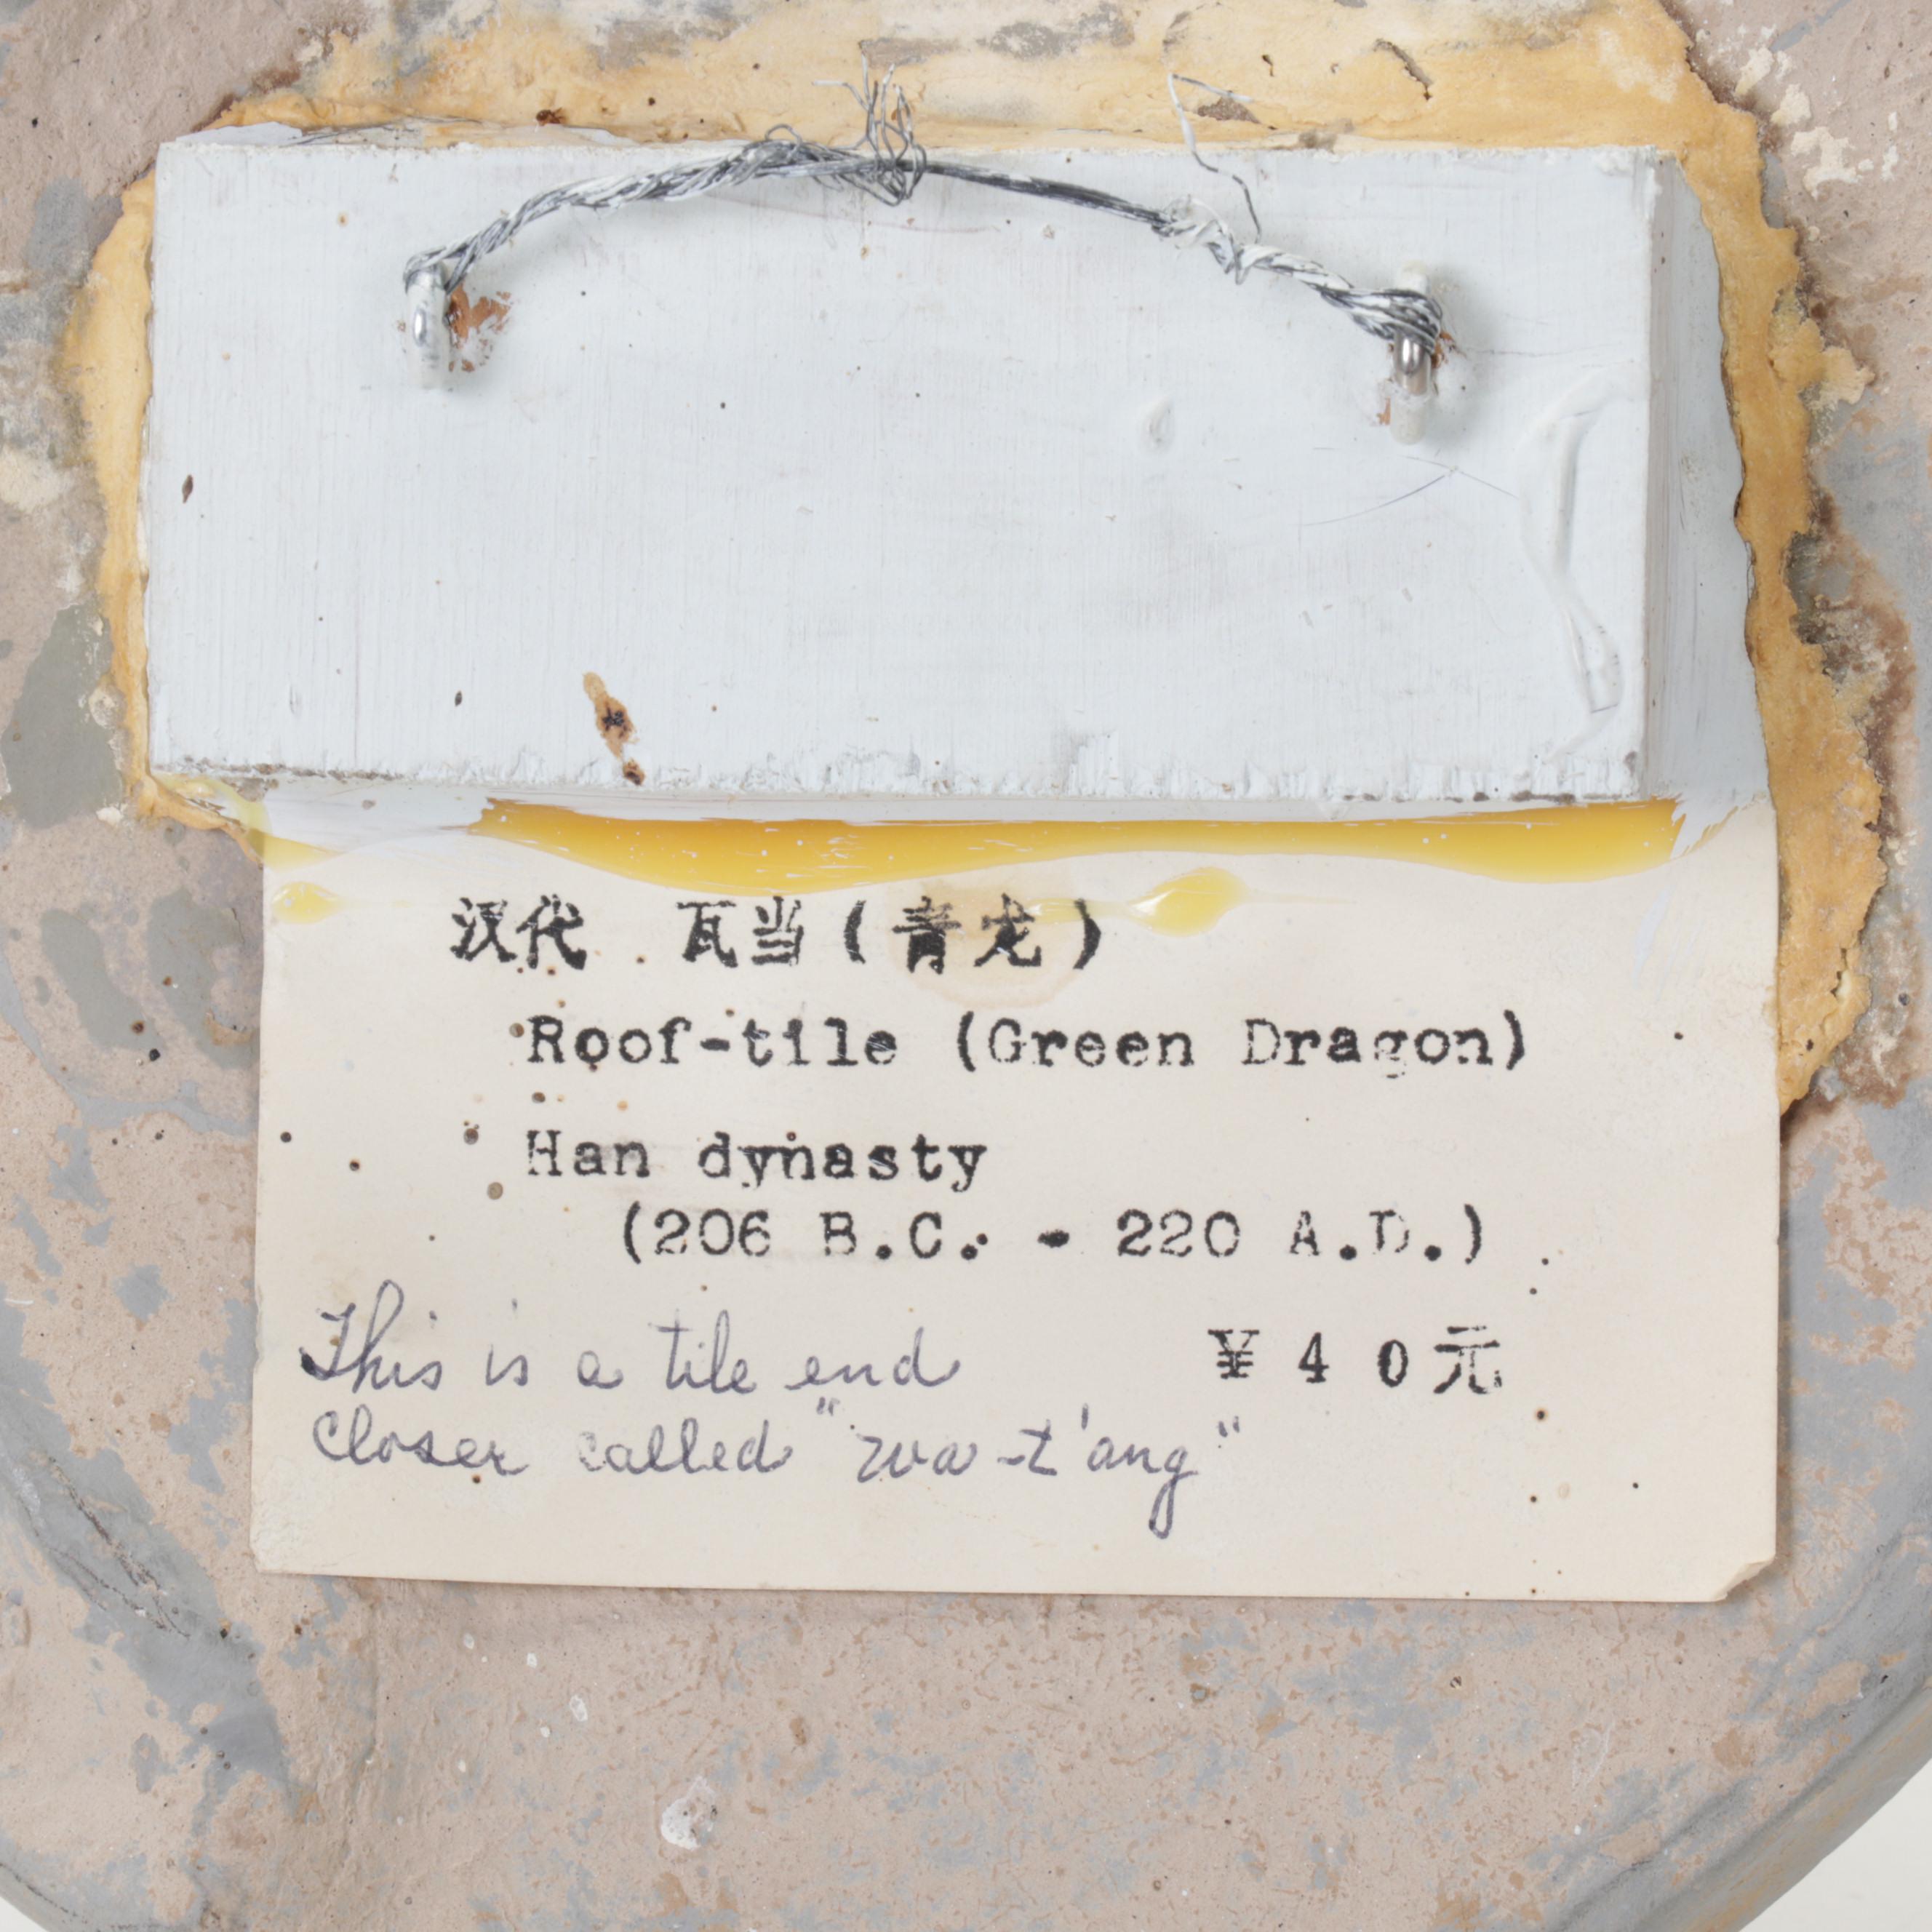 汉代 瓦当(青龙)
Roof-tile (Green Dragon)
Han dynasty
(206 B.C. - 220 A.D.)
¥40元
This is a tile end
closer called "wa-t'ang"